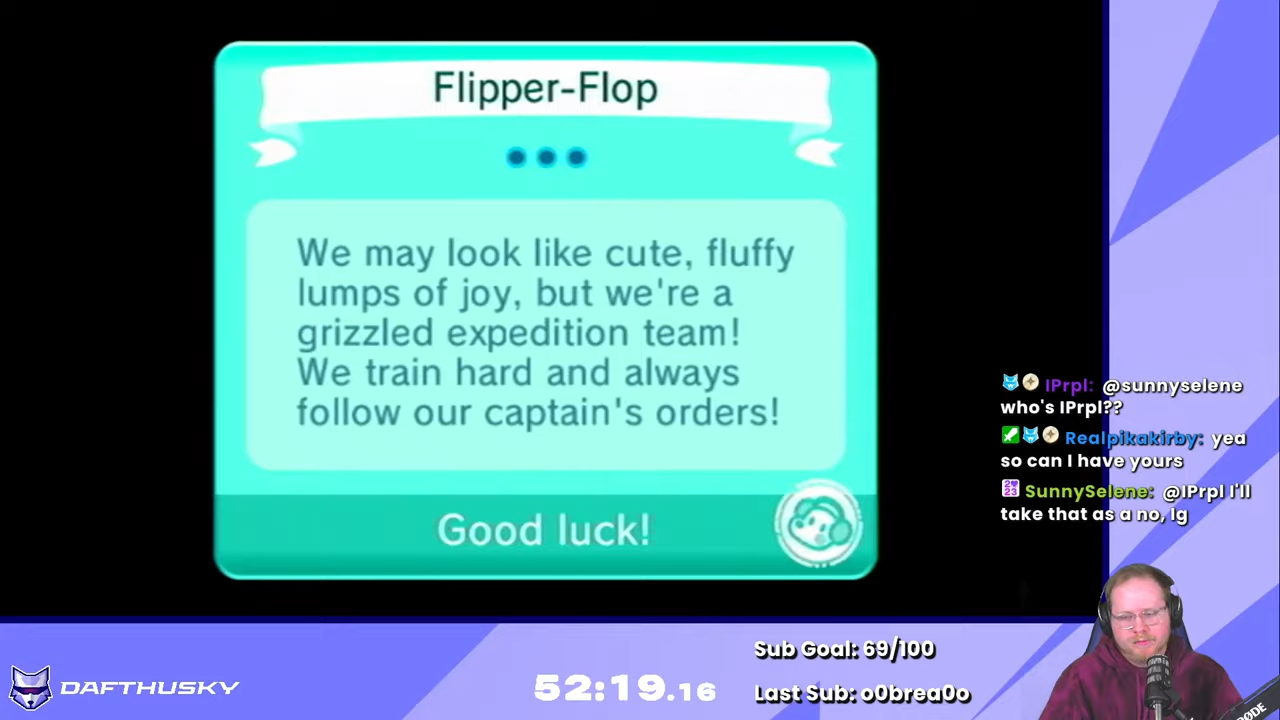 Flipper-Flop
We may look like cute, fluffy
lumps of joy, but we're a
grizzled expedition team!
We train hard and always
follow our captain's orders!
Good luck!
IPrpl: @sunnyselene
who's IPrpl??
Realpikakirby: yea
so can I have yours
SunnySelene: @IPrpl I'll
take that as a no, Ig
DAFTHUSKY
52:19.16
Sub Goal: 69/100
Last Sub: o0brea0o